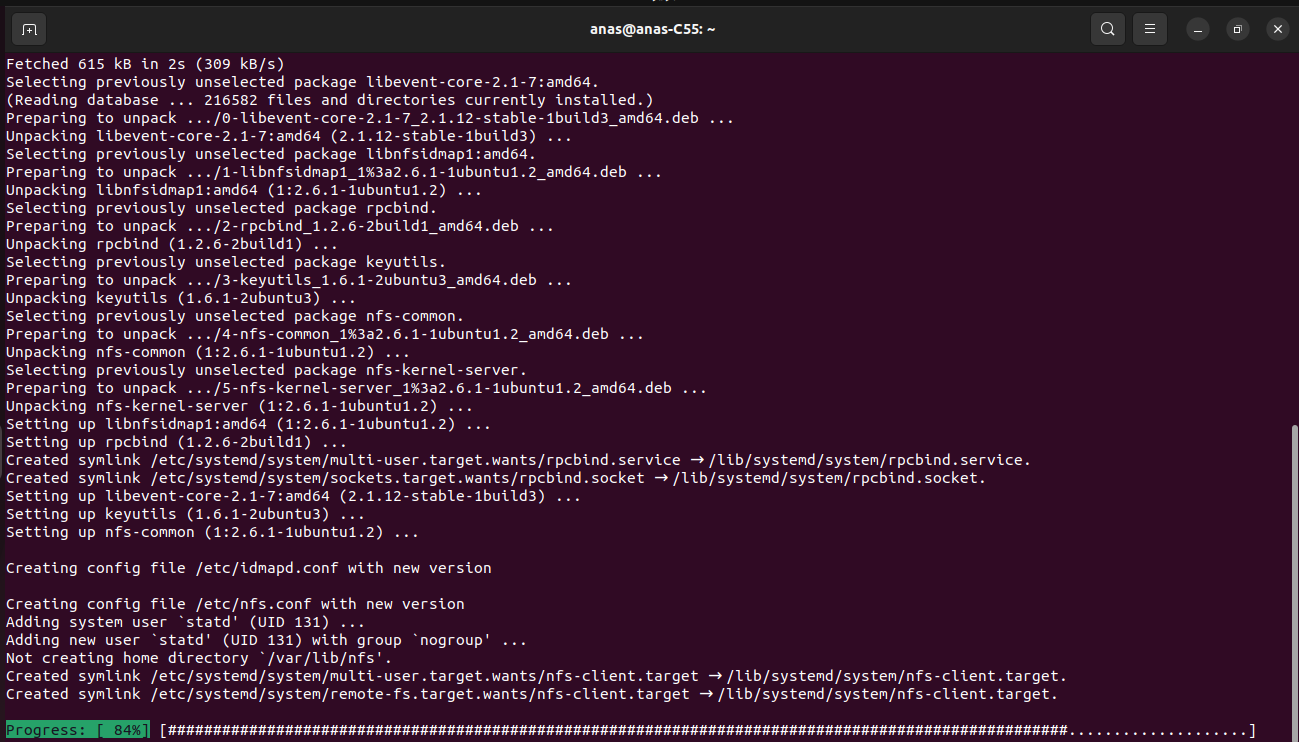 anas@anas-C55: ~
Fetched 615 kB in 2s (309 kB/s)
Selecting previously unselected package libevent-core-2.1-7:amd64.
(Reading database ... 216582 files and directories currently installed.)
Preparing to unpack .../0-libevent-core-2.1-7_2.1.12-stable-1build3_amd64.deb ...
Unpacking libevent-core-2.1-7:amd64 (2.1.12-stable-1build3) ...
Selecting previously unselected package libnfsidmap1:amd64.
Preparing to unpack .../1-libnfsidmap1_1%3a2.6.1-1ubuntu1.2_amd64.deb ...
Unpacking libnfsidmap1:amd64 (1:2.6.1-1ubuntu1.2) ...
Selecting previously unselected package rpcbind.
Preparing to unpack .../2-rpcbind_1.2.6-2build1_amd64.deb ...
Unpacking rpcbind (1.2.6-2build1) ...
Selecting previously unselected package keyutils.
Preparing to unpack .../3-keyutils_1.6.1-2ubuntu3_amd64.deb ...
Unpacking keyutils (1.6.1-2ubuntu3) ...
Selecting previously unselected package nfs-common.
Preparing to unpack .../4-nfs-common_1%3a2.6.1-1ubuntu1.2_amd64.deb ...
Unpacking nfs-common (1:2.6.1-1ubuntu1.2) ...
Selecting previously unselected package nfs-kernel-server.
Preparing to unpack .../5-nfs-kernel-server_1%3a2.6.1-1ubuntu1.2_amd64.deb ...
Unpacking nfs-kernel-server (1:2.6.1-1ubuntu1.2) ...
Setting up libnfsidmap1:amd64 (1:2.6.1-1ubuntu1.2) ...
Setting up rpcbind (1.2.6-2build1) ...
Created symlink /etc/systemd/system/multi-user.target.wants/rpcbind.service → /lib/systemd/system/rpcbind.service.
Created symlink /etc/systemd/system/sockets.target.wants/rpcbind.socket → /lib/systemd/system/rpcbind.socket.
Setting up libevent-core-2.1-7:amd64 (2.1.12-stable-1build3) ...
Setting up keyutils (1.6.1-2ubuntu3) ...
Setting up nfs-common (1:2.6.1-1ubuntu1.2) ...
Creating config file /etc/idmapd.conf with new version
Creating config file /etc/nfs.conf with new version
Adding system user `statd' (UID 131) ...
Adding new user `statd' (UID 131) with group `nogroup' ...
Not creating home directory `/var/lib/nfs'.
Created symlink /etc/systemd/system/multi-user.target.wants/nfs-client.target → /lib/systemd/system/nfs-client.target.
Created symlink /etc/systemd/system/remote-fs.target.wants/nfs-client.target → /lib/systemd/system/nfs-client.target.
Progress: [ 84%] [####################################################################################################....................]